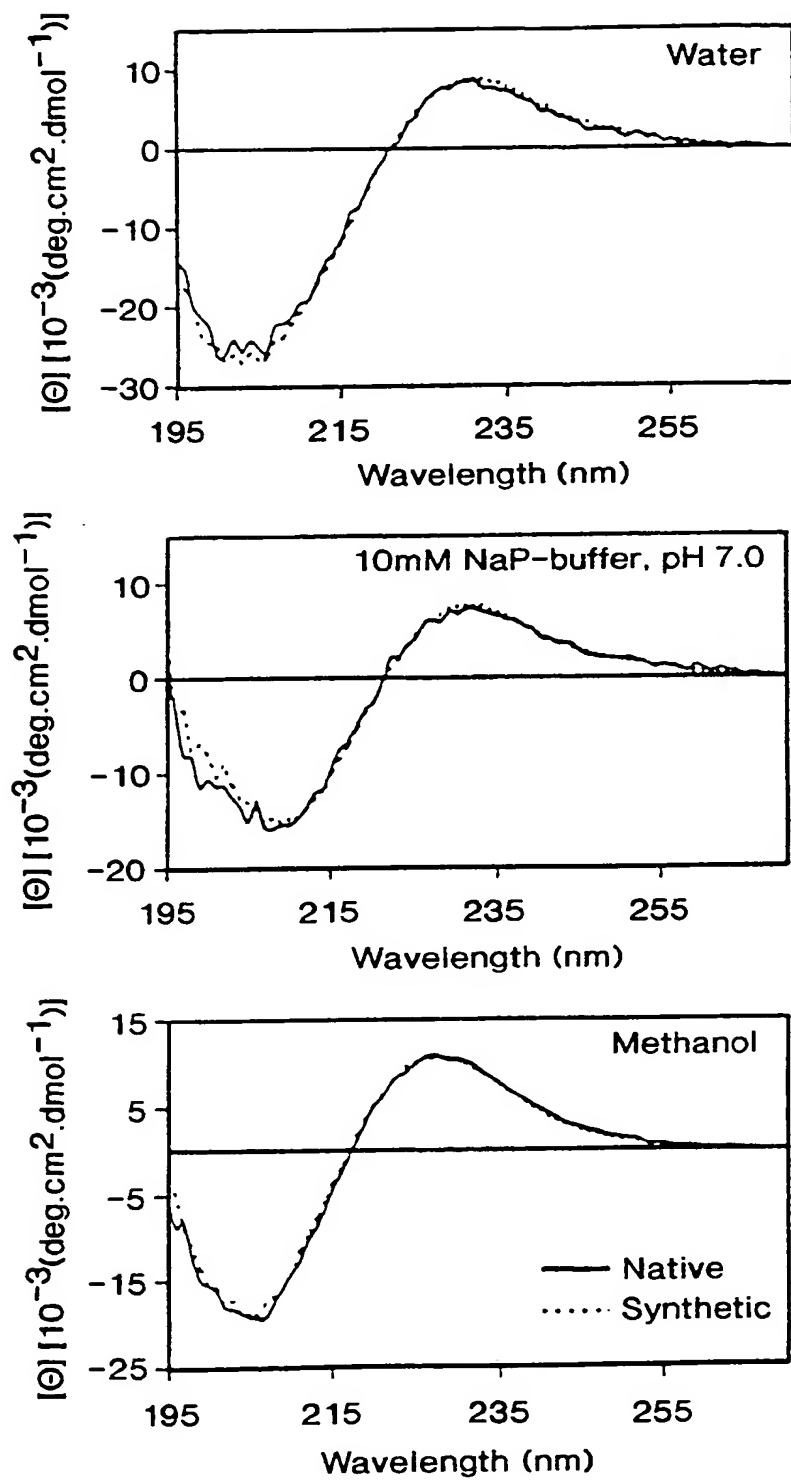 Water
[Θ] [10⁻³(deg.cm².dmol⁻¹)]
10
0
−10
−20
−30
195 215 235 255
Wavelength (nm)
10mM NaP-buffer, pH 7.0
[Θ] [10⁻³(deg.cm².dmol⁻¹)]
10
0
−10
−20
195 215 235 255
Wavelength (nm)
Methanol
[Θ] [10⁻³(deg.cm².dmol⁻¹)]
15
5
−5
−15
−25
Native
Synthetic
195 215 235 255
Wavelength (nm)